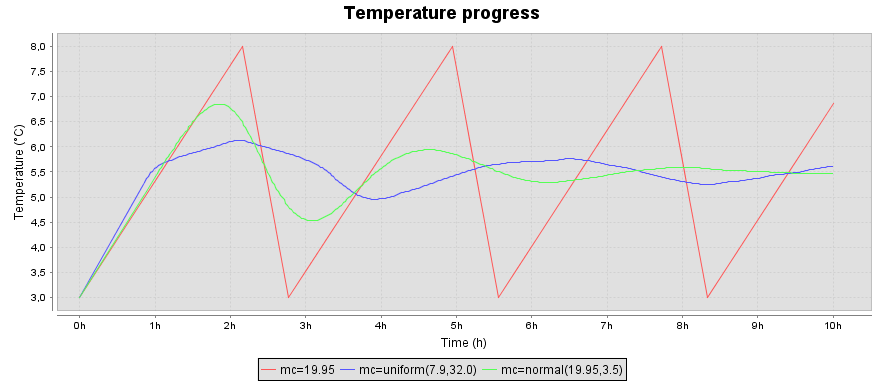 Temperature progress
Temperature (°C)
8,0
7,5
7,0
6,5
6,0
5,5
5,0
4,5
4,0
3,5
3,0
0h 1h 2h 3h 4h 5h 6h 7h 8h 9h 10h
Time (h)
mc=19.95 mc=uniform(7.9,32.0) mc=normal(19.95,3.5)